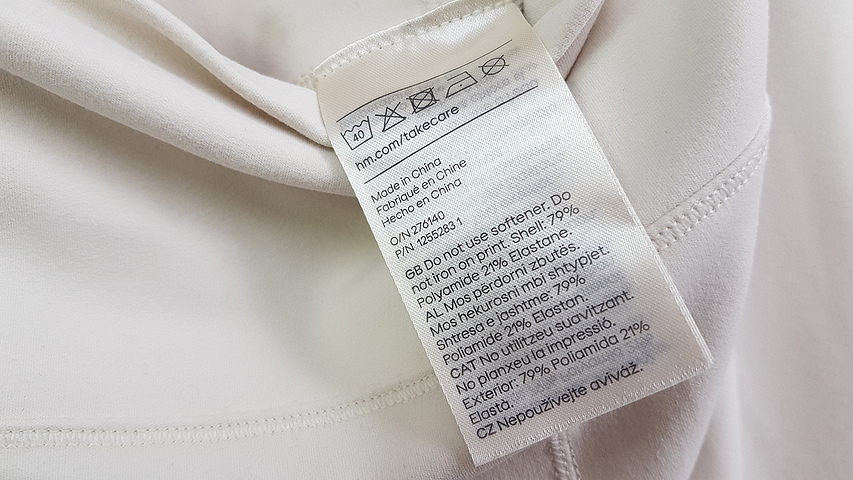 40
hm.com/takecare
Made in China
Fabriqué en Chine
Hecho en China
O/N 276140
P/N 1255283 1
GB Do not use softener. Do
not iron on print. Shell: 79%
Polyamide 21% Elastane.
AL Mos përdorni zbutës.
Mos hekurosni mbi shtypjet.
Shtresa e jashtme: 79%
Poliamide 21% Elastan.
CAT No utilitzeu suavitzant.
No planxeu la impressió.
Exterior: 79% Poliamida 21%
Elastà.
CZ Nepoužívejte aviváž.